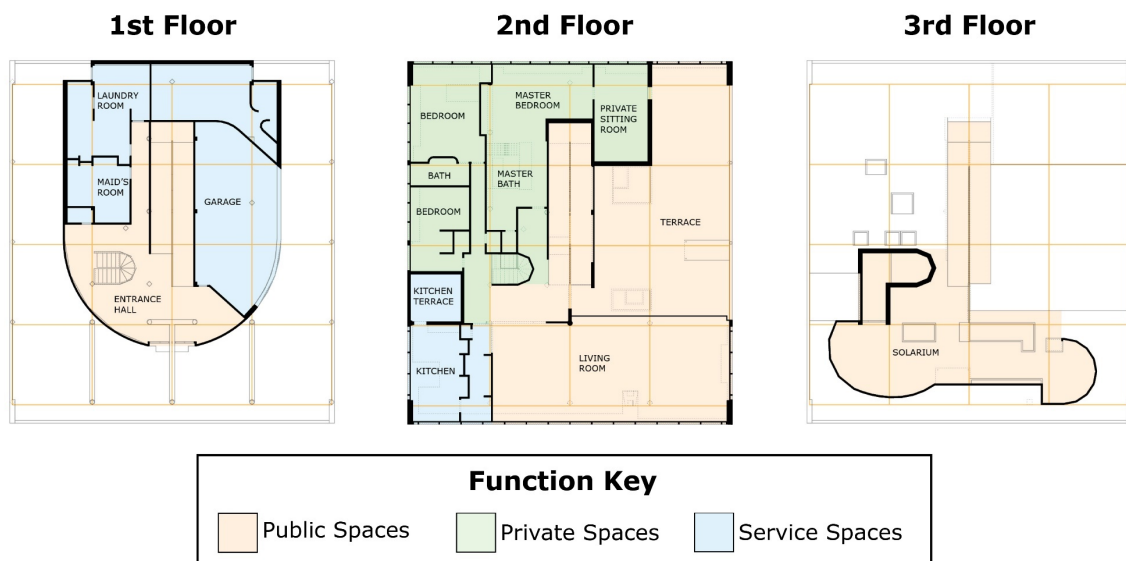 1st Floor
2nd Floor
3rd Floor
LAUNDRY
ROOM
MAID'S
ROOM
GARAGE
ENTRANCE
HALL
MASTER
BEDROOM
BEDROOM
PRIVATE
SITTING
ROOM
BATH
MASTER
BATH
BEDROOM
TERRACE
KITCHEN
TERRACE
KITCHEN
LIVING
ROOM
SOLARIUM
Function Key
Public Spaces
Private Spaces
Service Spaces